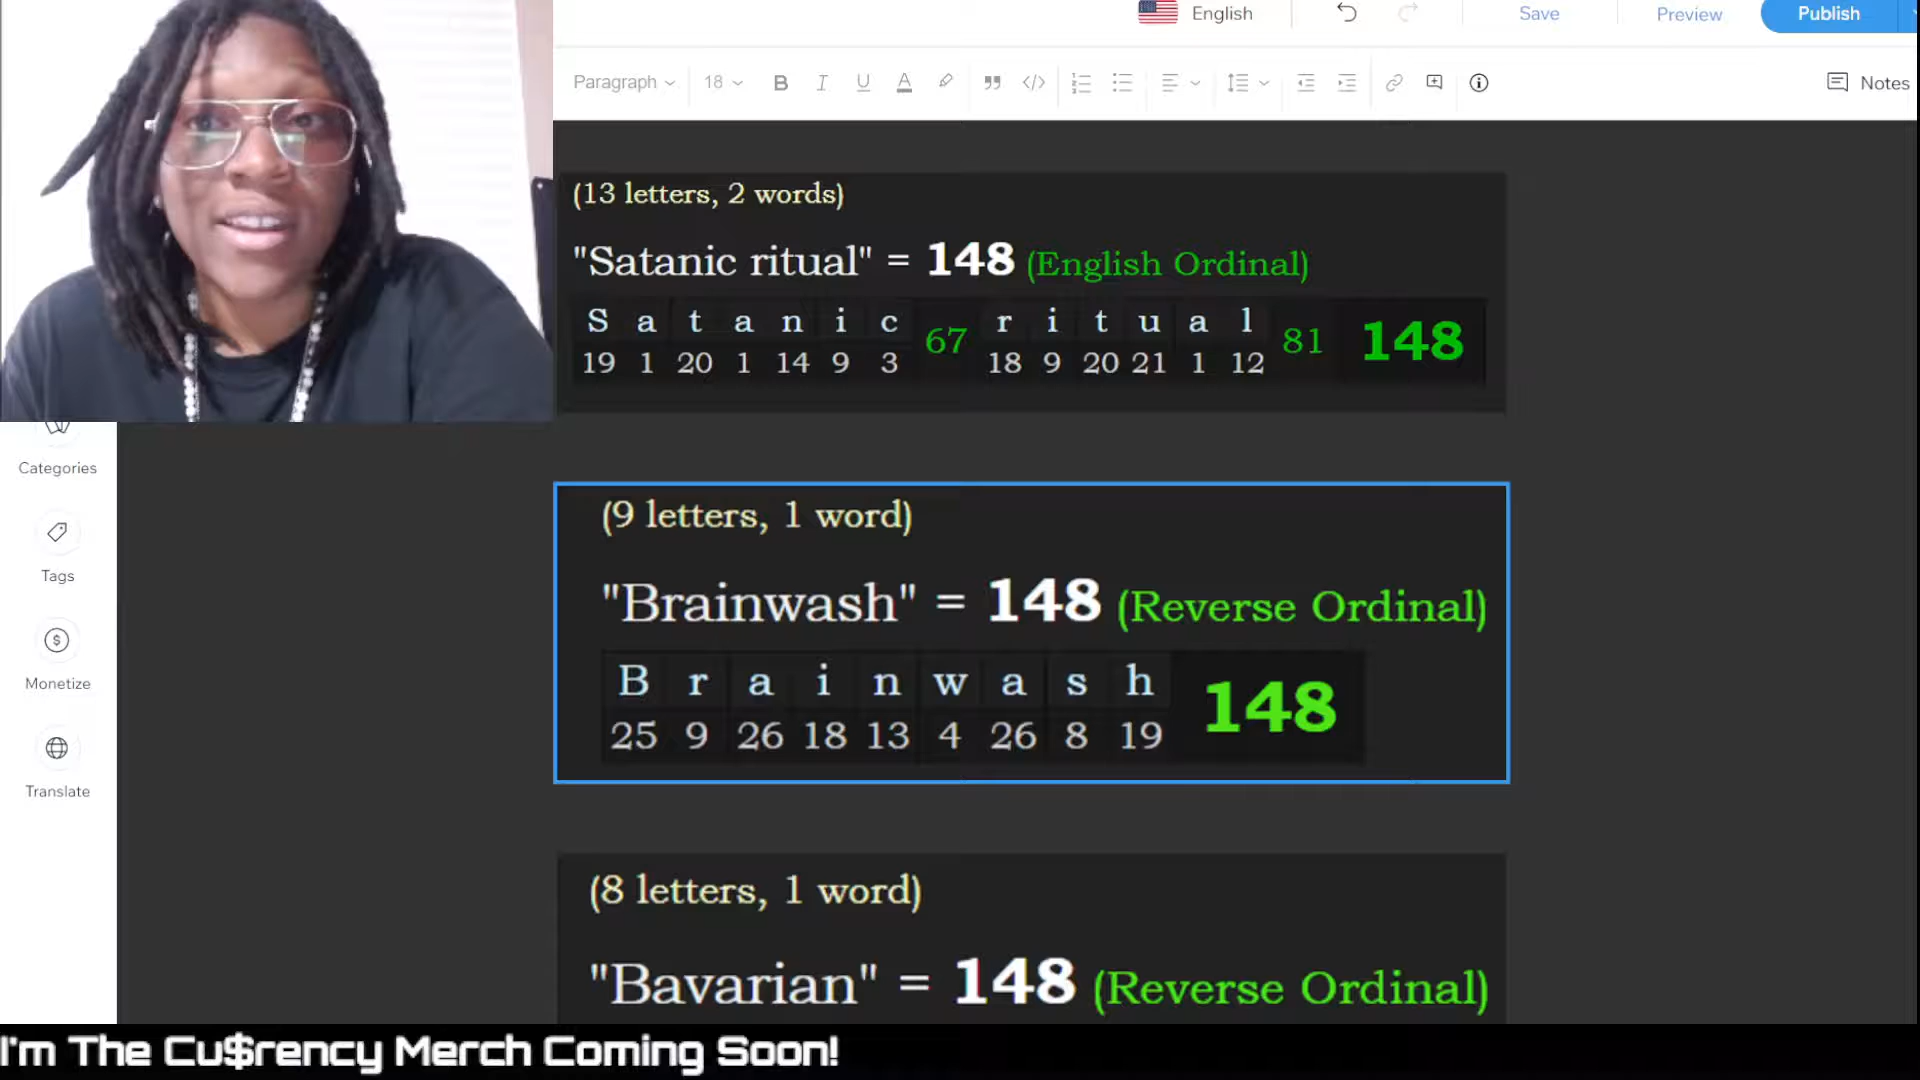 English
Save
Preview
Publish
Paragraph
18
B I U A
Notes
(13 letters, 2 words)
"Satanic ritual" = 148 (English Ordinal)
S a t a n i c 67 r i t u a l 81 148
19 1 20 1 14 9 3 18 9 20 21 1 12
Categories
Tags
Monetize
Translate
(9 letters, 1 word)
"Brainwash" = 148 (Reverse Ordinal)
B r a i n w a s h 148
25 9 26 18 13 4 26 8 19
(8 letters, 1 word)
"Bavarian" = 148 (Reverse Ordinal)
I'm The Cu$rency Merch Coming Soon!